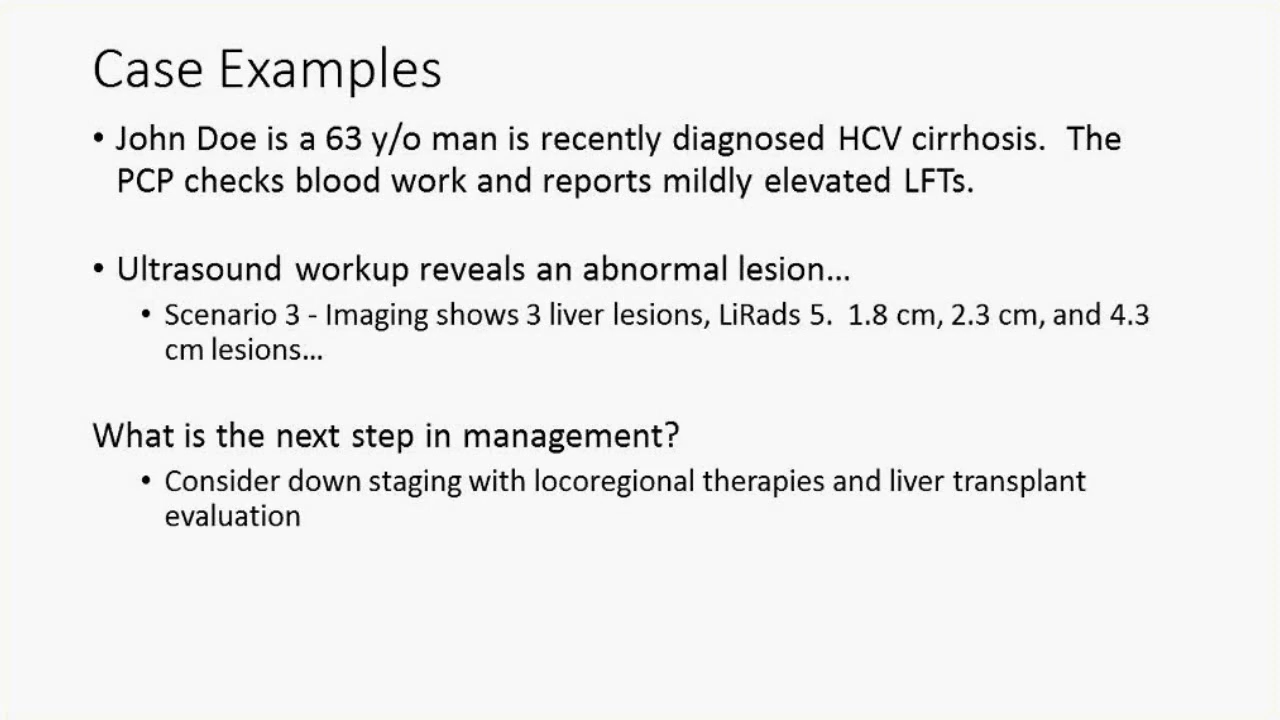 Case Examples
• John Doe is a 63 y/o man is recently diagnosed HCV cirrhosis. The
PCP checks blood work and reports mildly elevated LFTs.
• Ultrasound workup reveals an abnormal lesion...
• Scenario 3 - Imaging shows 3 liver lesions, LiRads 5. 1.8 cm, 2.3 cm, and 4.3
cm lesions...
What is the next step in management?
• Consider down staging with locoregional therapies and liver transplant
evaluation